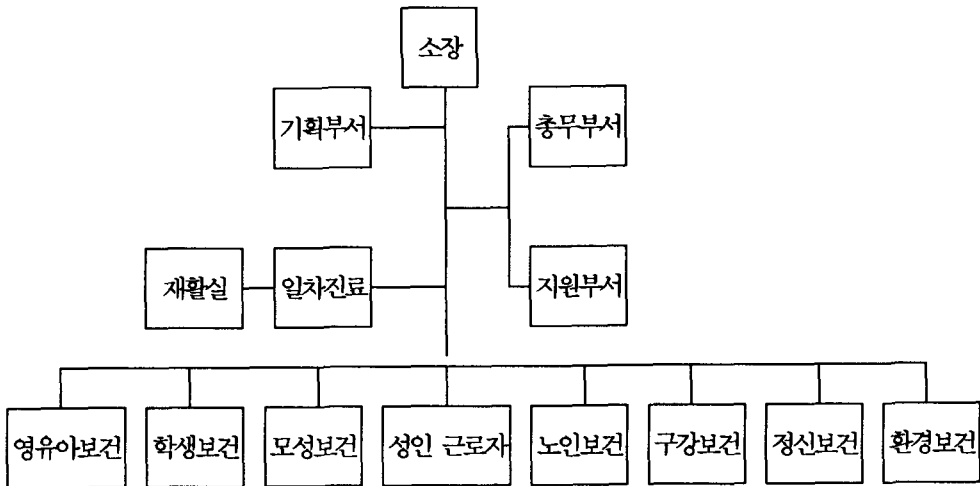 소장
기획부서
총무부서
재활실
일차진료
지원부서
영유아보건
학생보건
모성보건
성인 근로자
노인보건
구강보건
정신보건
환경보건